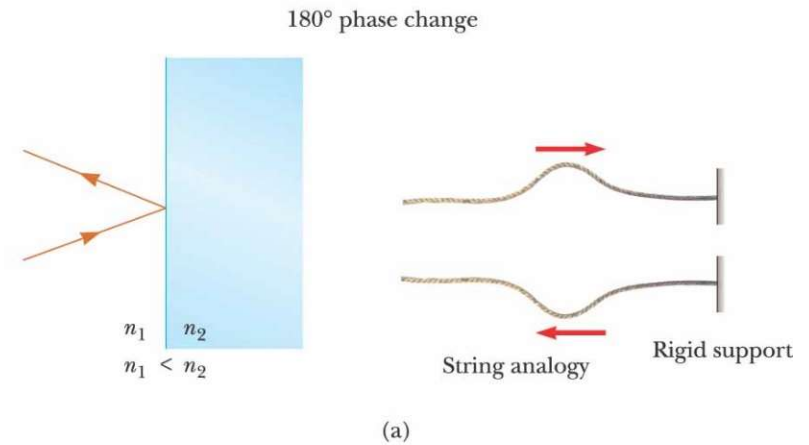 180° phase change
n₁ n₂
n₁ < n₂
String analogy
Rigid support
(a)